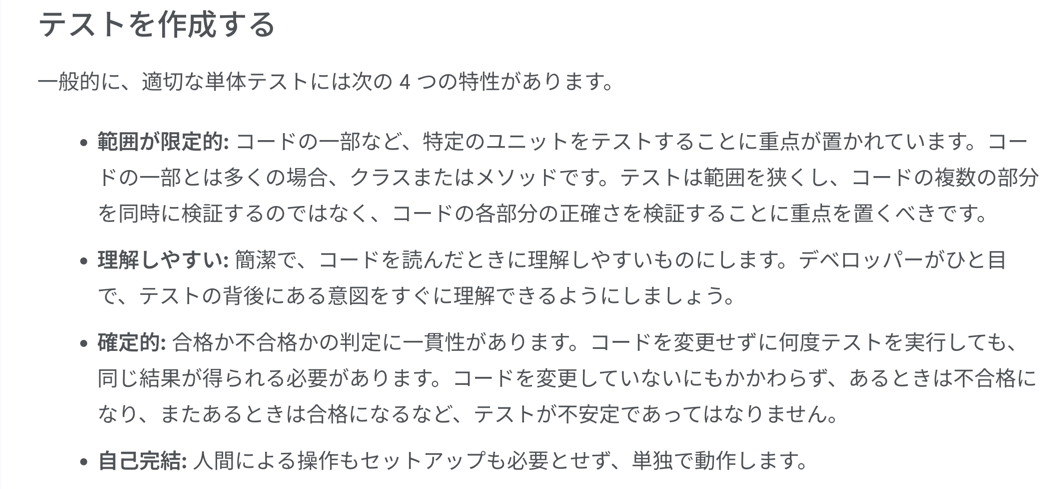 テストを作成する
一般的に、適切な単体テストには次の 4 つの特性があります。
• 範囲が限定的: コードの一部など、特定のユニットをテストすることに重点が置かれています。コー
ドの一部とは多くの場合、クラスまたはメソッドです。テストは範囲を狭くし、コードの複数の部分
を同時に検証するのではなく、コードの各部分の正確さを検証することに重点を置くべきです。
• 理解しやすい: 簡潔で、コードを読んだときに理解しやすいものにします。デベロッパーがひと目
で、テストの背後にある意図をすぐに理解できるようにしましょう。
• 確定的: 合格か不合格かの判定に一貫性があります。コードを変更せずに何度テストを実行しても、
同じ結果が得られる必要があります。コードを変更していないにもかかわらず、あるときは不合格に
なり、またあるときは合格になるなど、テストが不安定であってはなりません。
• 自己完結: 人間による操作もセットアップも必要とせず、単独で動作します。